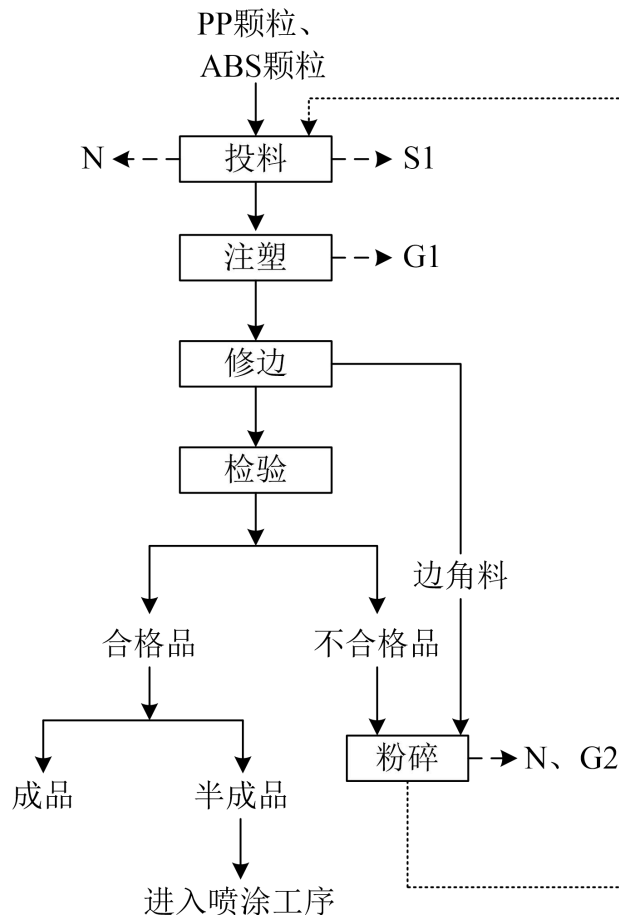 PP颗粒、
ABS颗粒
N
投料
S1
注塑
G1
修边
检验
边角料
合格品
不合格品
粉碎
N、G2
成品
半成品
进入喷涂工序